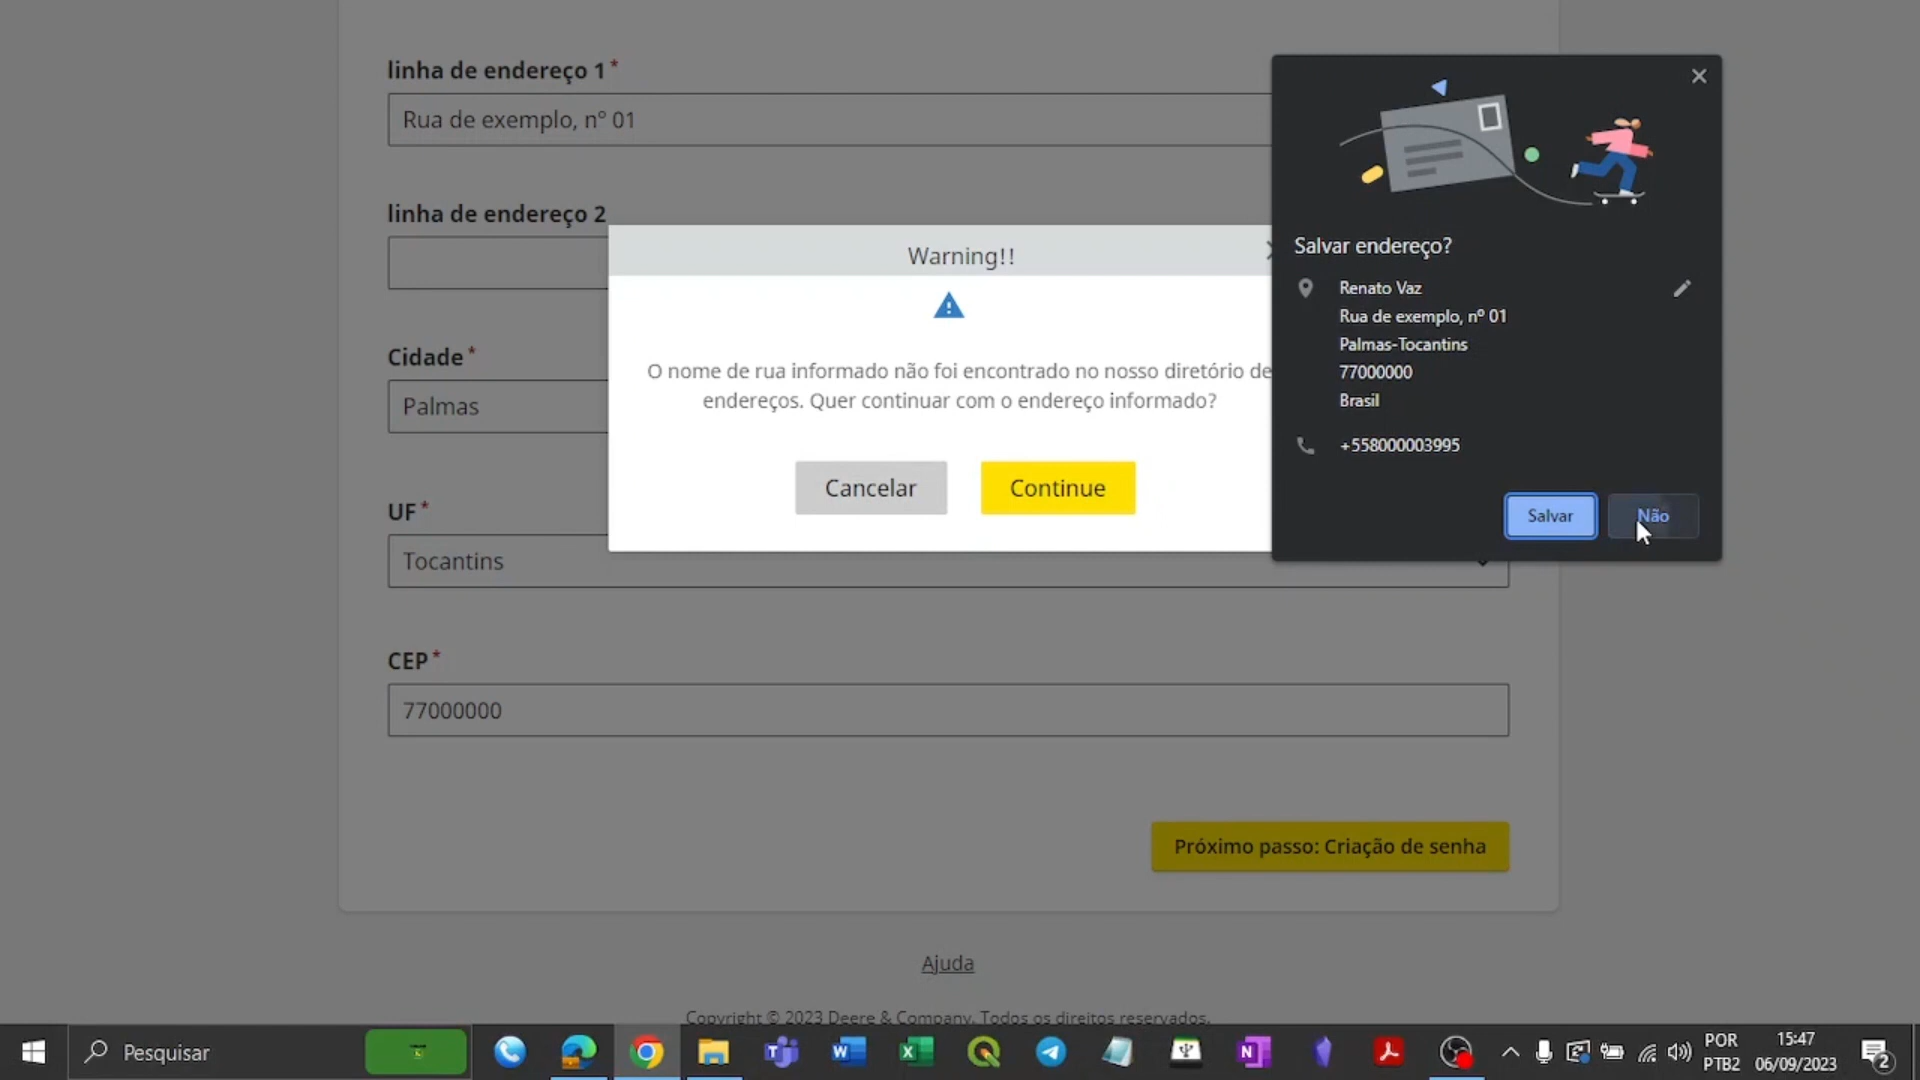 linha de endereço 1*
Rua de exemplo, nº 01
linha de endereço 2
Cidade*
Palmas
UF*
Tocantins
CEP*
77000000
Próximo passo: Criação de senha
Ajuda
Copyright © 2023 Deere & Company. Todos os direitos reservados.
Warning!!
O nome de rua informado não foi encontrado no nosso diretório de
endereços. Quer continuar com o endereço informado?
Cancelar
Continue
Salvar endereço?
Renato Vaz
Rua de exemplo, nº 01
Palmas-Tocantins
77000000
Brasil
+558000003995
Salvar
Não
Pesquisar
POR
PTB2
15:47
06/09/2023
2